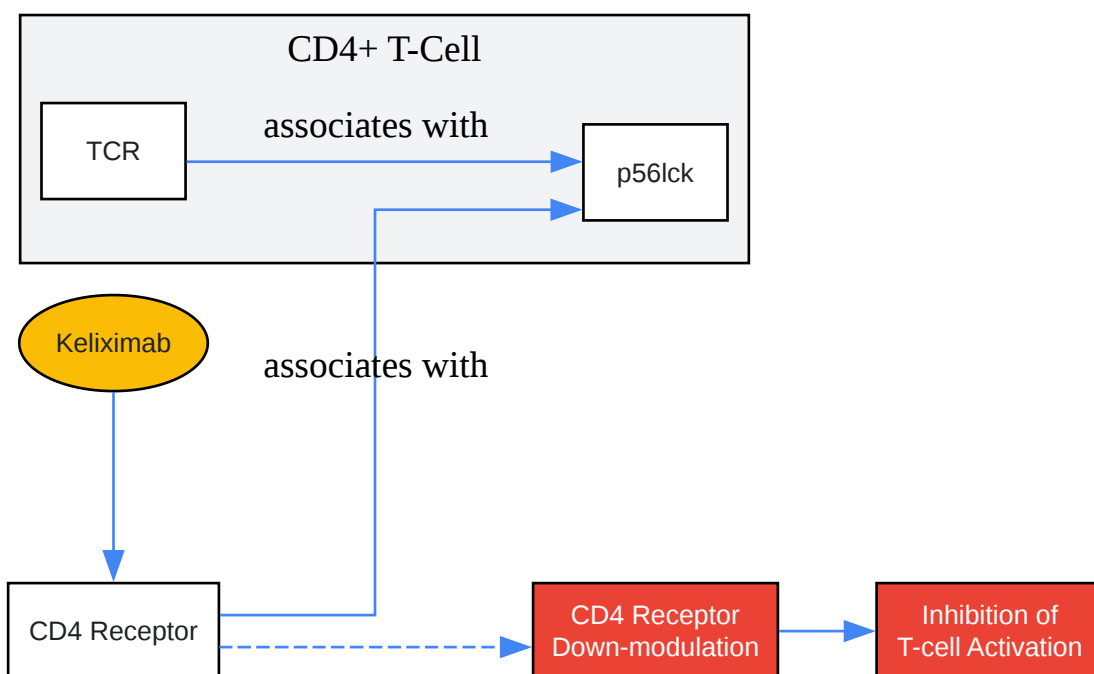 CD4+ T-Cell
associates with
TCR
p56lck
Keliximab
associates with
CD4 Receptor
CD4 Receptor
Down-modulation
Inhibition of
T-cell Activation